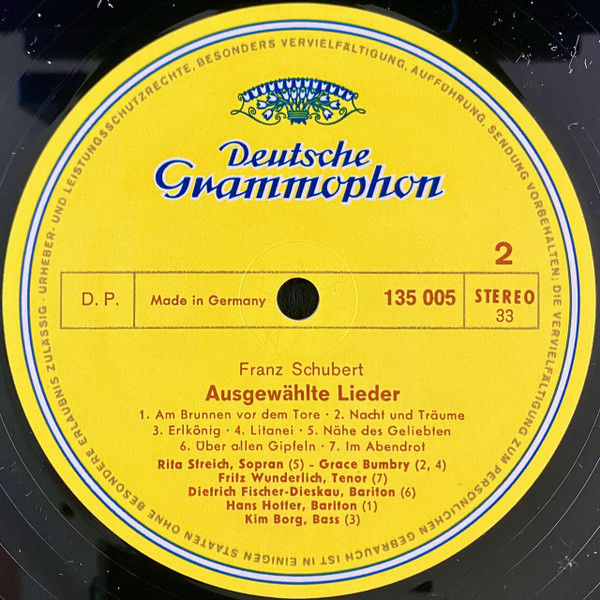 Deutsche
Grammophon
2
D. P. Made in Germany 135 005 STEREO
33
Franz Schubert
Ausgewählte Lieder
1. Am Brunnen vor dem Tore · 2. Nacht und Träume
3. Erlkönig · 4. Litanei · 5. Nähe des Geliebten
6. Über allen Gipfeln · 7. Im Abendrot
Rita Streich, Sopran (5) – Grace Bumbry (2, 4)
Fritz Wunderlich, Tenor (7)
Dietrich Fischer-Dieskau, Bariton (6)
Hans Hotter, Bariton (1)
Kim Borg, Bass (3)
URHEBER- UND LEISTUNGSSCHUTZRECHTE, BESONDERS VERVIELFÄLTIGUNG, AUFFÜHRUNG, SENDUNG VORBEHALTEN; DIE VERVIELFÄLTIGUNG ZUM PERSÖNLICHEN GEBRAUCH IST IN EINIGEN STAATEN OHNE BESONDERE ERLAUBNIS ZULÄSSIG ·